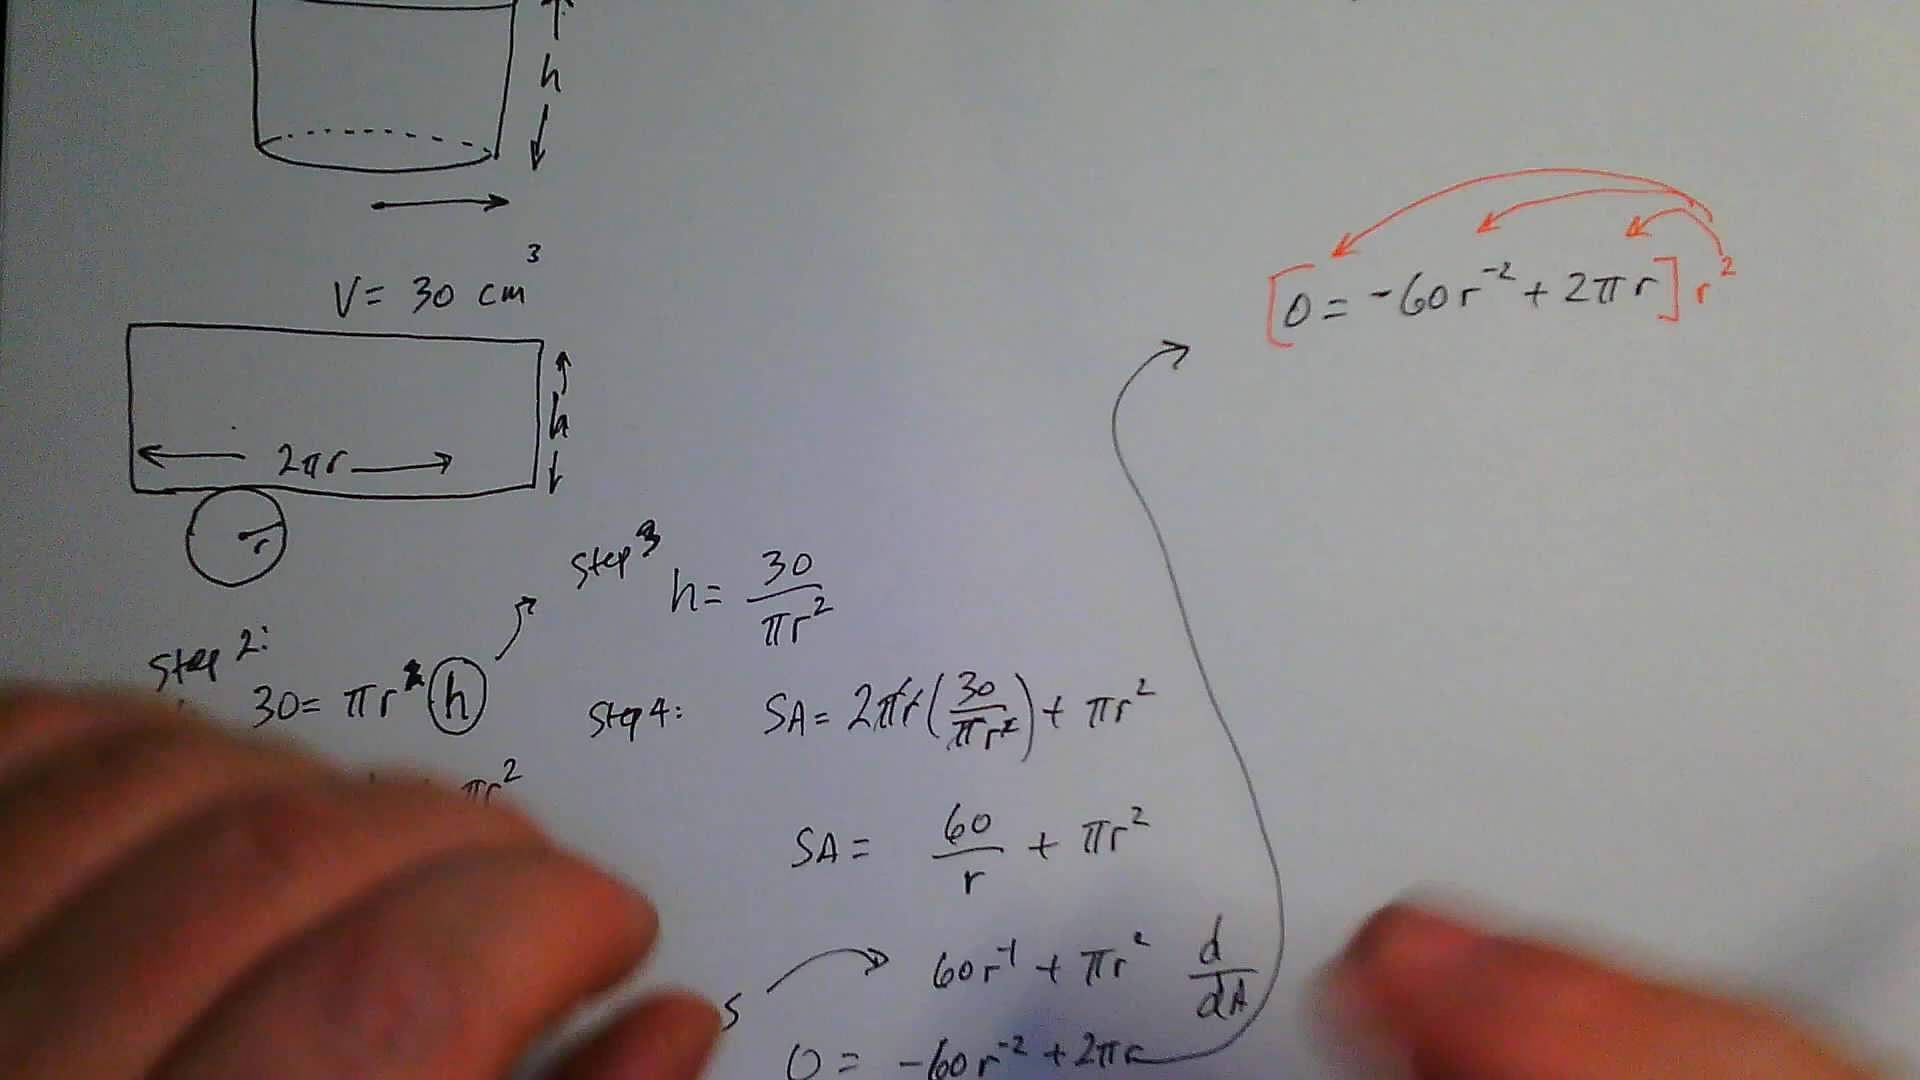 h
V = 30 cm³
h
2πr
r
step 2:
30 = πr² h
πr²
step 3
h = 30/πr²
step 4: SA = 2πr(30/πr²) + πr²
SA = 60/r + πr²
s
60r⁻¹ + πr² d/dA
0 = -60r⁻² + 2πr
[0 = -60r⁻² + 2πr] r²